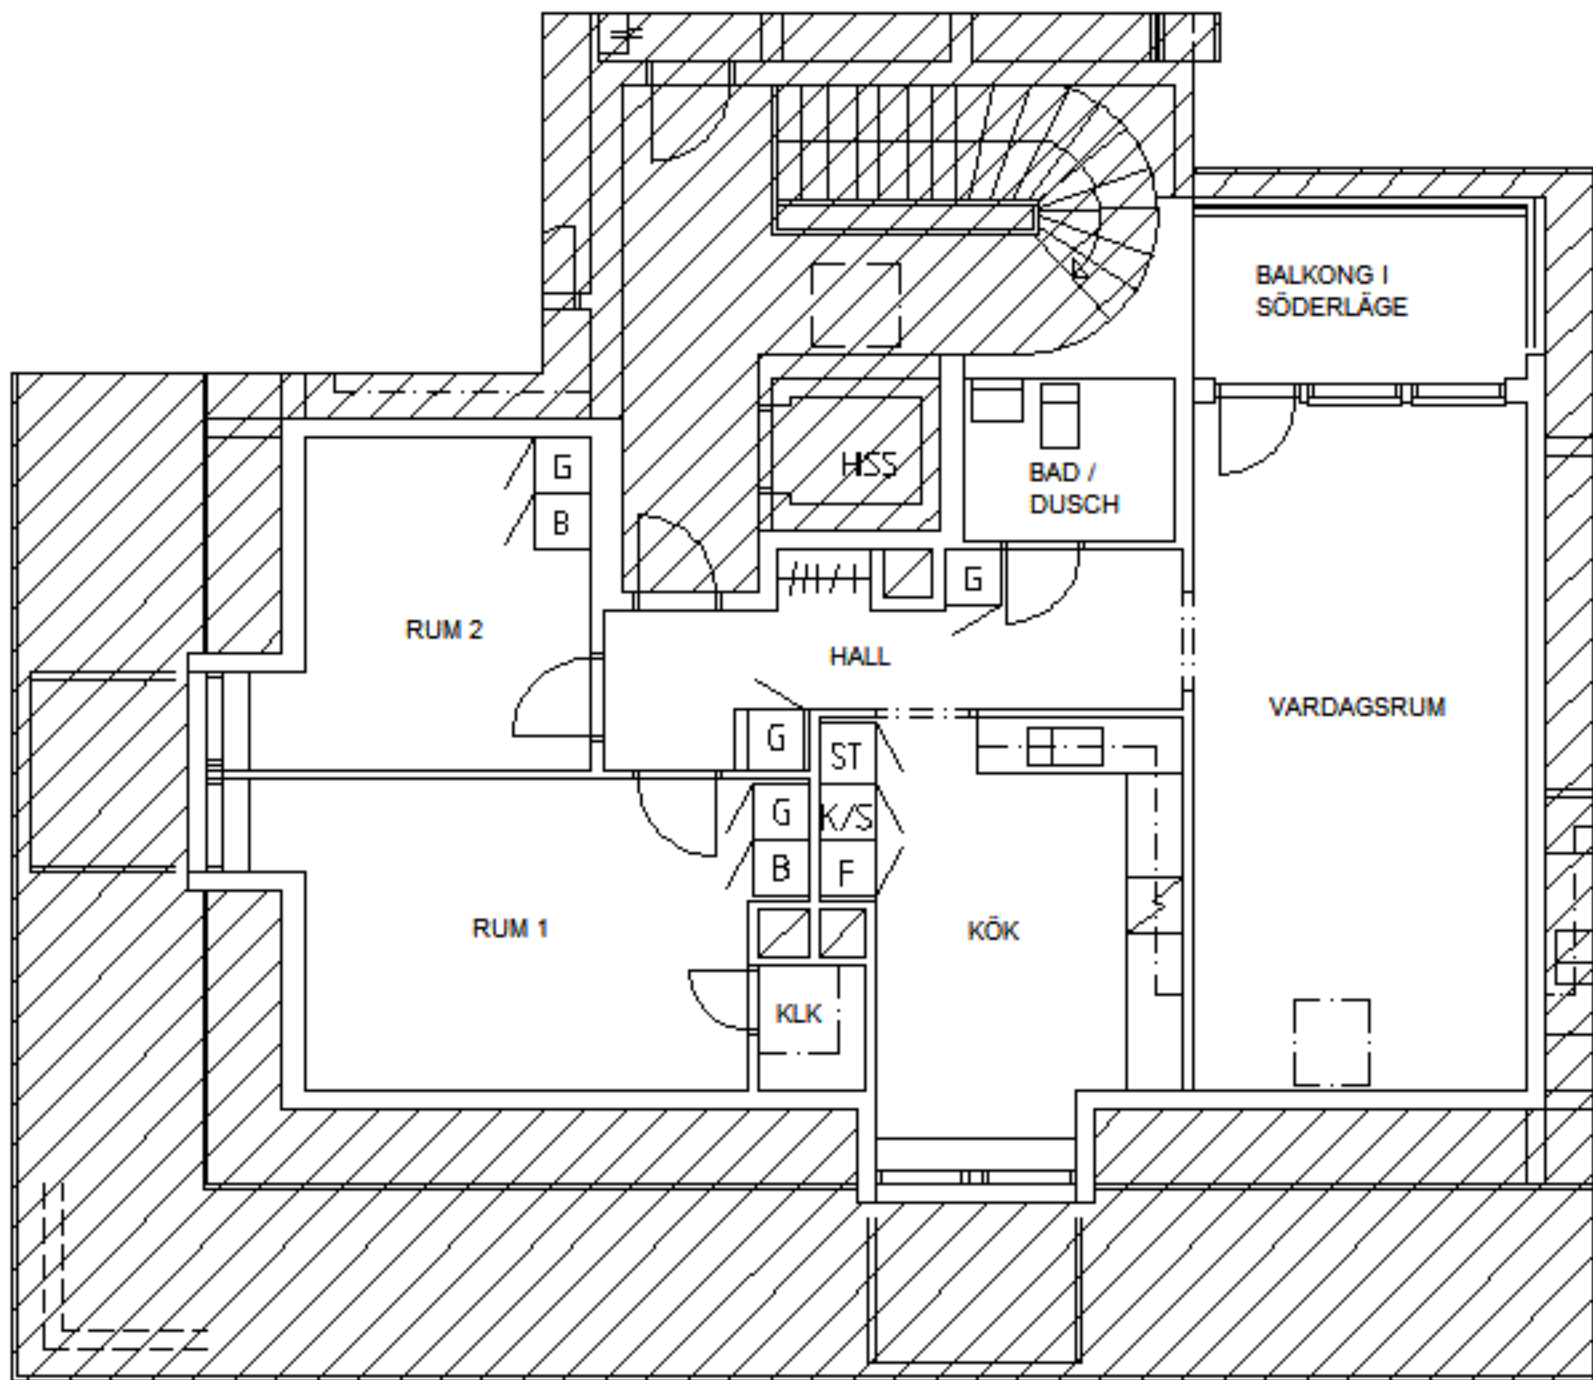 BALKONG I
SÖDERLÄGE
HSS
BAD /
DUSCH
G
B
G
RUM 2
HALL
VARDAGSRUM
G
ST
G
K/S
B
F
RUM 1
KÖK
KLK